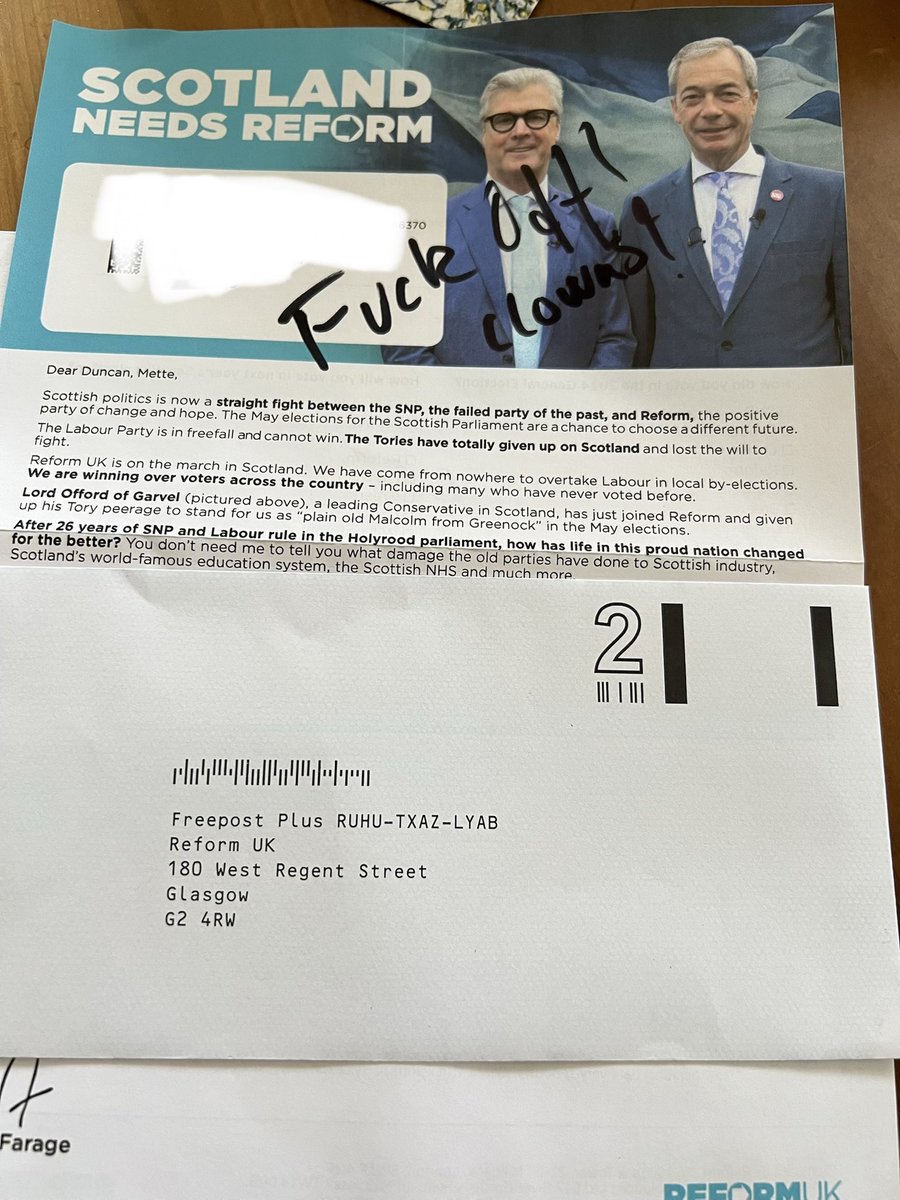 SCOTLAND
NEEDS REFORM
6370
Fuck Off!
clowns!
Dear Duncan, Mette,
Scottish politics is now a straight fight between the SNP, the failed party of the past, and Reform, the positive
party of change and hope. The May elections for the Scottish Parliament are a chance to choose a different future.
The Labour Party is in freefall and cannot win. The Tories have totally given up on Scotland and lost the will to
fight.
Reform UK is on the march in Scotland. We have come from nowhere to overtake Labour in local by-elections.
We are winning over voters across the country – including many who have never voted before.
Lord Offord of Garvel (pictured above), a leading Conservative in Scotland, has just joined Reform and given
up his Tory peerage to stand for us as “plain old Malcolm from Greenock” in the May elections.
After 26 years of SNP and Labour rule in the Holyrood parliament, how has life in this proud nation changed
for the better? You don’t need me to tell you what damage the old parties have done to Scottish industry,
Scotland’s world-famous education system, the Scottish NHS and much more.
2
Freepost Plus RUHU-TXAZ-LYAB
Reform UK
180 West Regent Street
Glasgow
G2 4RW
Farage
REFORM UK